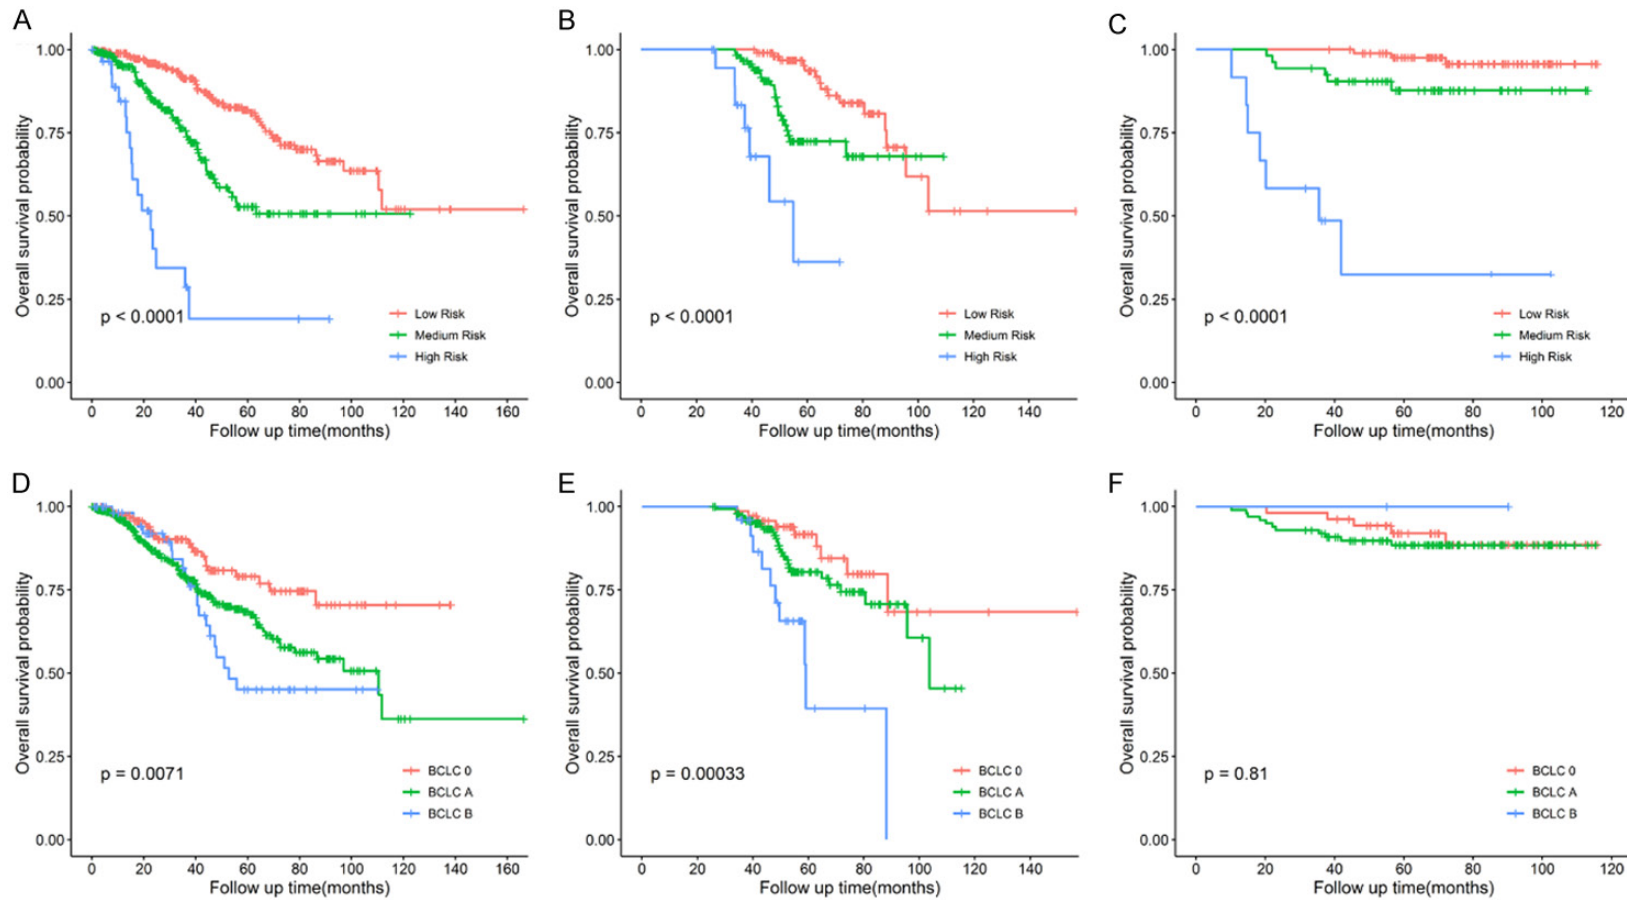 A
Overall survival probability
1.00
0.75
0.50
0.25
0.00
p < 0.0001
Low Risk
Medium Risk
High Risk
0 20 40 60 80 100 120 140 160
Follow up time(months)
B
Overall survival probability
1.00
0.75
0.50
0.25
0.00
p < 0.0001
Low Risk
Medium Risk
High Risk
0 20 40 60 80 100 120 140
Follow up time(months)
C
Overall survival probability
1.00
0.75
0.50
0.25
0.00
p < 0.0001
Low Risk
Medium Risk
High Risk
0 20 40 60 80 100 120
Follow up time(months)
D
Overall survival probability
1.00
0.75
0.50
0.25
0.00
p = 0.0071
BCLC 0
BCLC A
BCLC B
0 20 40 60 80 100 120 140 160
Follow up time(months)
E
Overall survival probability
1.00
0.75
0.50
0.25
0.00
p = 0.00033
BCLC 0
BCLC A
BCLC B
0 20 40 60 80 100 120 140
Follow up time(months)
F
Overall survival probability
1.00
0.75
0.50
0.25
0.00
p = 0.81
BCLC 0
BCLC A
BCLC B
0 20 40 60 80 100 120
Follow up time(months)